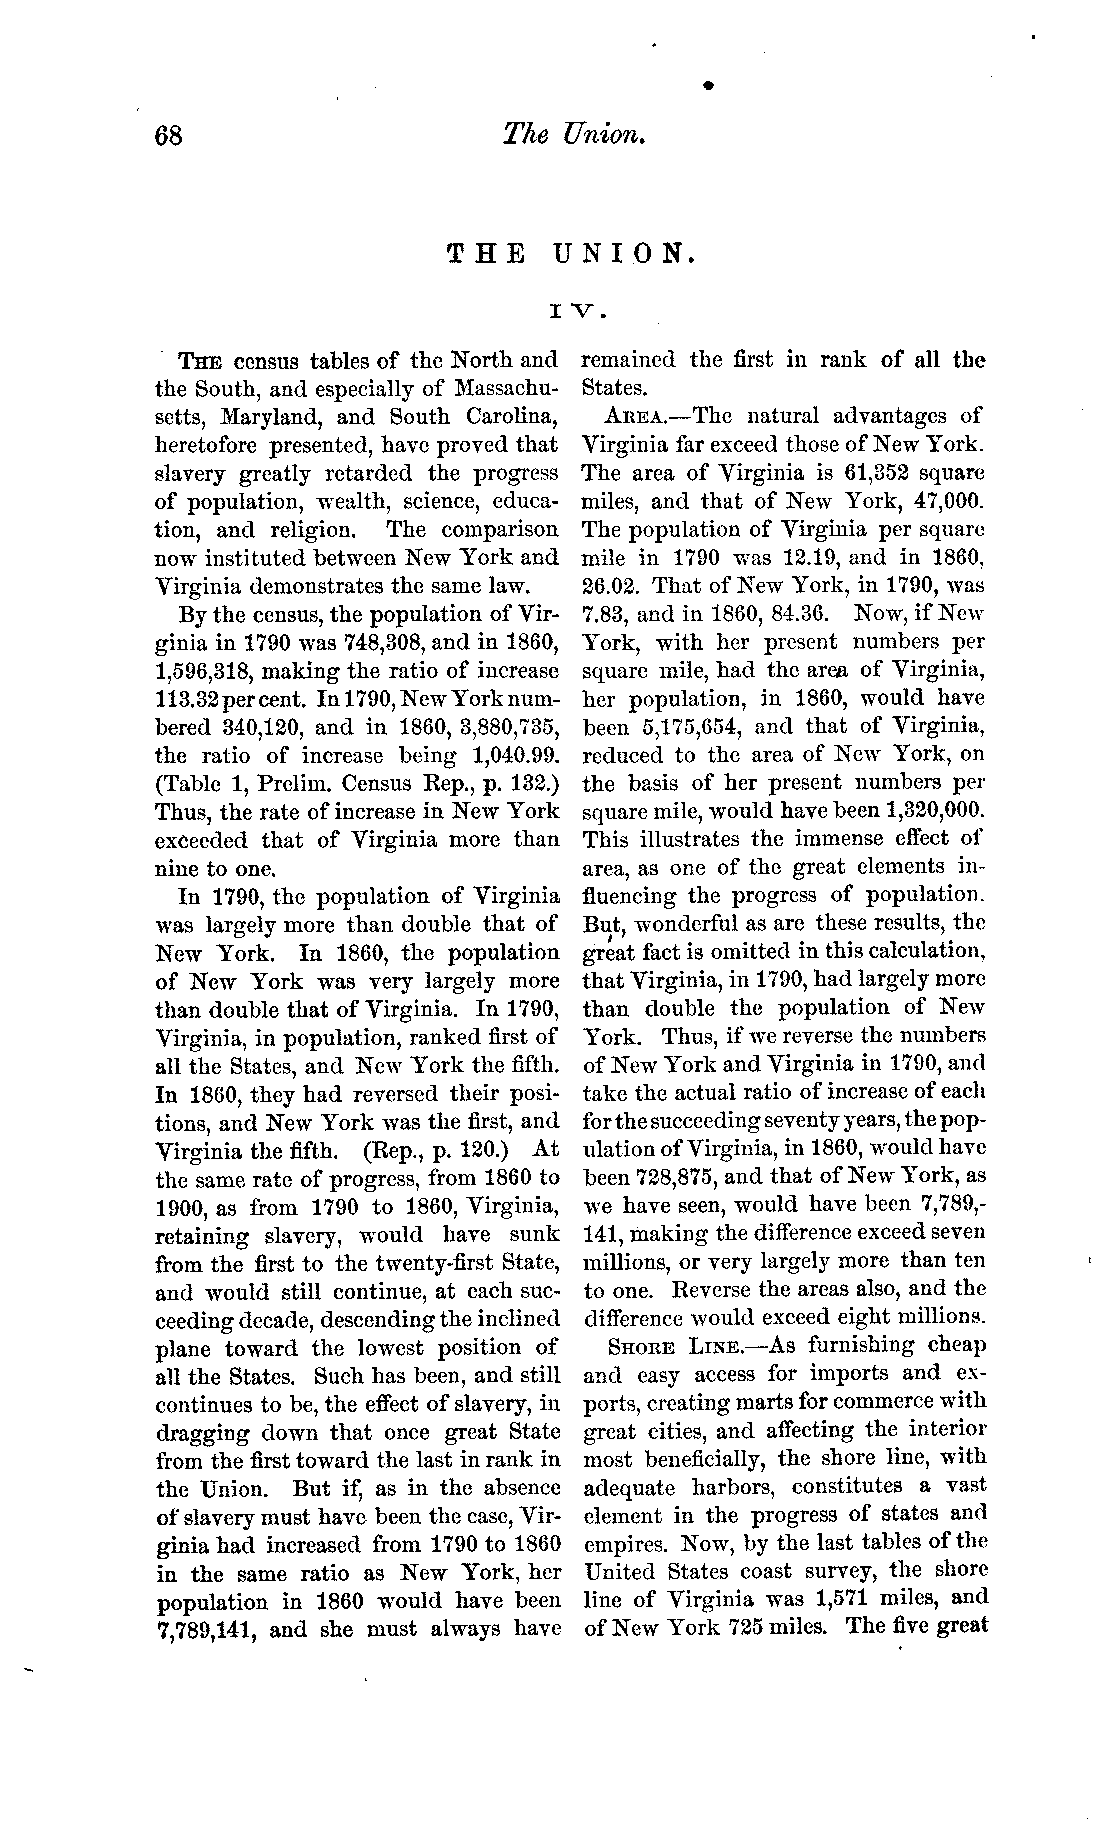 68
The Union.
THE UNION.
IV.
THE census tables of the North and
the South, and especially of Massachu-
setts, Maryland, and South Carolina,
heretofore presented, have proved that
slavery greatly retarded the progress
of population, wealth, science, educa-
tion, and religion. The comparison
now instituted between New York and
Virginia demonstrates the same law.
By the census, the population of Vir-
ginia in 1790 was 748,308, and in 1860,
1,596,318, making the ratio of increase
113.32 per cent. In 1790, New York num-
bered 340,120, and in 1860, 3,880,735,
the ratio of increase being 1,040.99.
(Table 1, Prelim. Census Rep., p. 132.)
Thus, the rate of increase in New York
exceeded that of Virginia more than
nine to one.
In 1790, the population of Virginia
was largely more than double that of
New York. In 1860, the population
of New York was very largely more
than double that of Virginia. In 1790,
Virginia, in population, ranked first of
all the States, and New York the fifth.
In 1860, they had reversed their posi-
tions, and New York was the first, and
Virginia the fifth. (Rep., p. 120.) At
the same rate of progress, from 1860 to
1900, as from 1790 to 1860, Virginia,
retaining slavery, would have sunk
from the first to the twenty-first State,
and would still continue, at each suc-
ceeding decade, descending the inclined
plane toward the lowest position of
all the States. Such has been, and still
continues to be, the effect of slavery, in
dragging down that once great State
from the first toward the last in rank in
the Union. But if, as in the absence
of slavery must have been the case, Vir-
ginia had increased from 1790 to 1860
in the same ratio as New York, her
population in 1860 would have been
7,789,141, and she must always have
remained the first in rank of all the
States.
AREA.—The natural advantages of
Virginia far exceed those of New York.
The area of Virginia is 61,352 square
miles, and that of New York, 47,000.
The population of Virginia per square
mile in 1790 was 12.19, and in 1860,
26.02. That of New York, in 1790, was
7.83, and in 1860, 84.36. Now, if New
York, with her present numbers per
square mile, had the area of Virginia,
her population, in 1860, would have
been 5,175,654, and that of Virginia,
reduced to the area of New York, on
the basis of her present numbers per
square mile, would have been 1,320,000.
This illustrates the immense effect of
area, as one of the great elements in-
fluencing the progress of population.
But, wonderful as are these results, the
great fact is omitted in this calculation,
that Virginia, in 1790, had largely more
than double the population of New
York. Thus, if we reverse the numbers
of New York and Virginia in 1790, and
take the actual ratio of increase of each
for the succeeding seventy years, the pop-
ulation of Virginia, in 1860, would have
been 728,875, and that of New York, as
we have seen, would have been 7,789,-
141, making the difference exceed seven
millions, or very largely more than ten
to one. Reverse the areas also, and the
difference would exceed eight millions.
SHORE LINE.—As furnishing cheap
and easy access for imports and ex-
ports, creating marts for commerce with
great cities, and affecting the interior
most beneficially, the shore line, with
adequate harbors, constitutes a vast
element in the progress of states and
empires. Now, by the last tables of the
United States coast survey, the shore
line of Virginia was 1,571 miles, and
of New York 725 miles. The five great